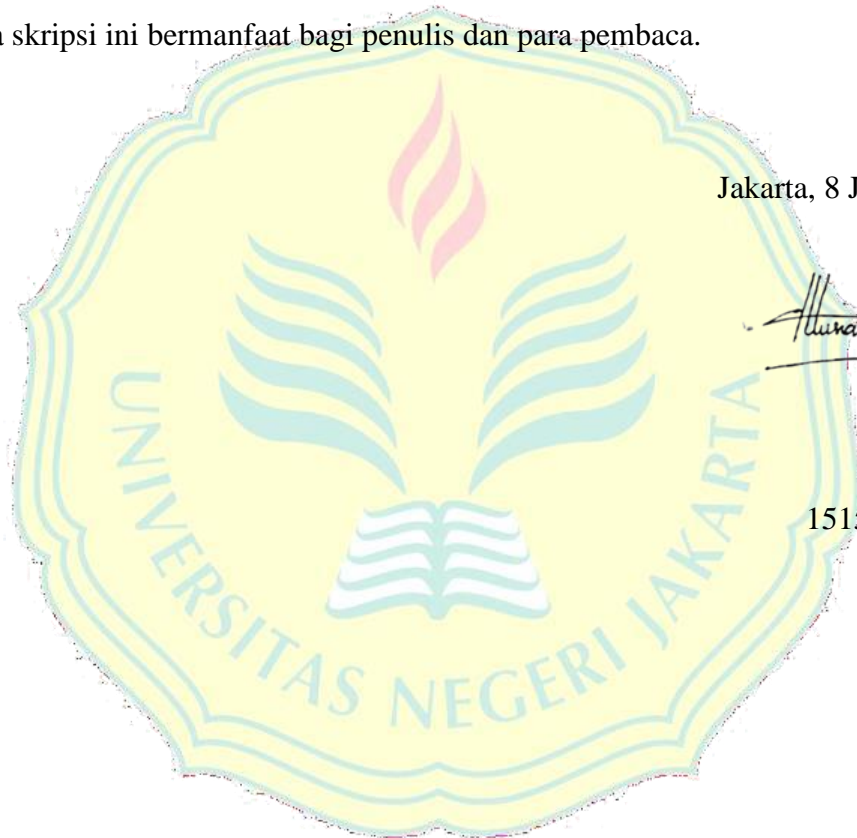 skripsi ini bermanfaat bagi penulis dan para pembaca.
Jakarta, 8 J
151
UNIVERSITAS NEGERI JAKARTA